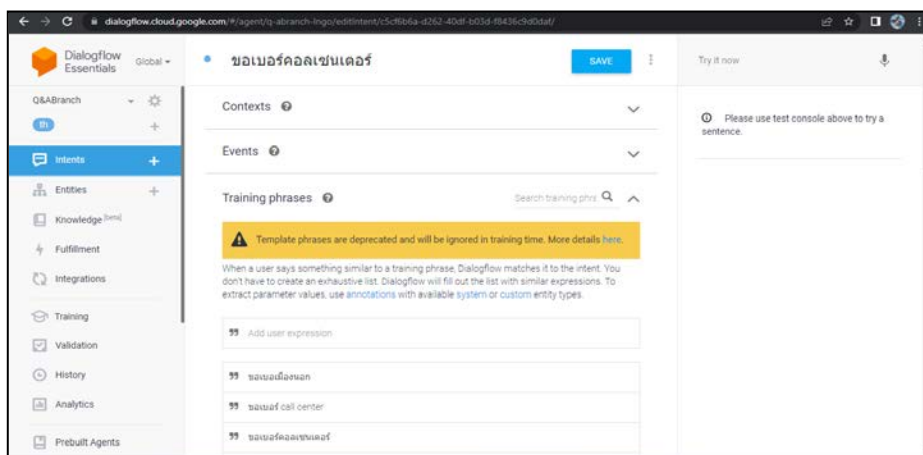 dialogflow.cloud.google.com/#/agent/q-abranch-lngo/editIntent/c5cf6b6a-d262-40df-b03d-f8436c9d0daf/
Dialogflow
Essentials
Global
ขอเบอร์คอลเซ่นเตอร์
SAVE
Try it now
Q&ABranch
th
Contexts
Please use test console above to try a
sentence.
Events
Intents
Entities
Training phrases
Search training phra
Knowledge [beta]
Template phrases are deprecated and will be ignored in training time. More details here.
Fulfillment
When a user says something similar to a training phrase, Dialogflow matches it to the intent. You
don't have to create an exhaustive list. Dialogflow will fill out the list with similar expressions. To
extract parameter values, use annotations with available system or custom entity types.
Integrations
Training
Add user expression
Validation
History
Analytics
ขอเบอร์ call center
ขอเบอร์คอลเซนเตอร์
Prebuilt Agents